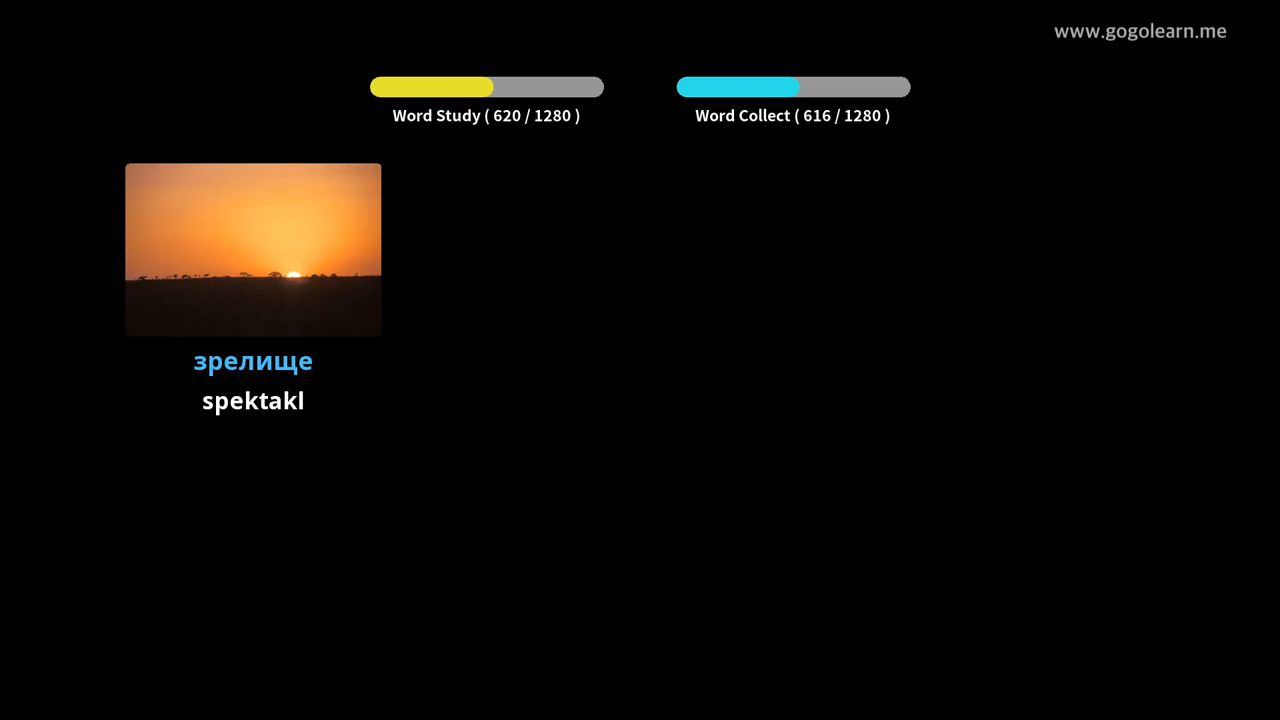 www.gogolearn.me
Word Study ( 620 / 1280 )
Word Collect ( 616 / 1280 )
зрелище
spektakl